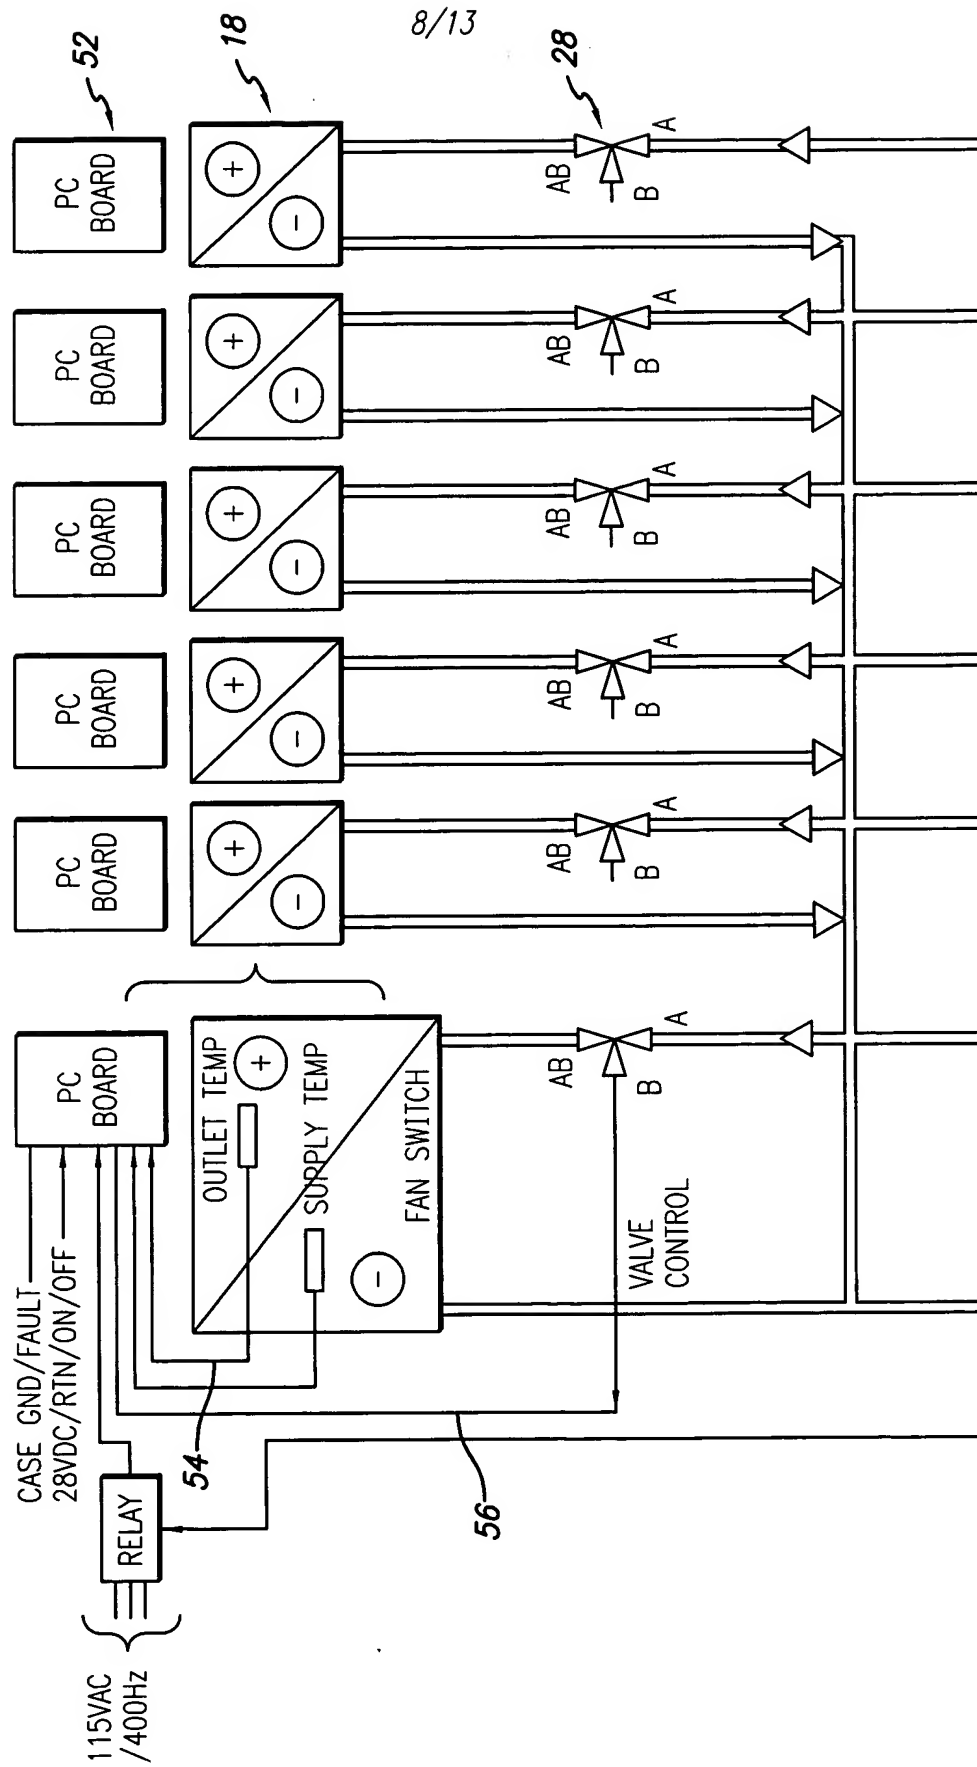 8/13
115VAC
/400Hz
RELAY
CASE GND/FAULT
28VDC/RTN/ON/OFF
PC
BOARD
PC
BOARD
PC
BOARD
PC
BOARD
PC
BOARD
PC
BOARD
52
54
OUTLET TEMP
+
SUPPLY TEMP
-
FAN SWITCH
+
-
+
-
+
-
+
-
+
-
18
56
VALVE
CONTROL
AB
B
A
AB
B
A
AB
B
A
AB
B
A
AB
B
A
AB
B
A
28